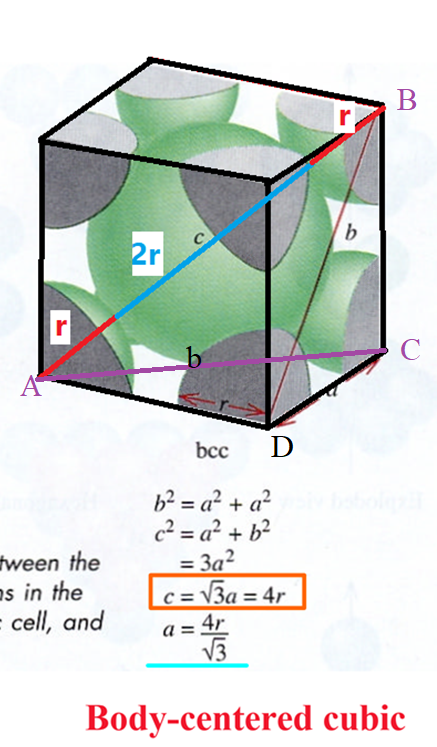 B
r
b
c
2r
r
b
C
A
r
a
D
bcc
b² = a² + a²
c² = a² + b²
= 3a²
c = √3a = 4r
a = 4r/√3
tween the
ns in the
cell, and
Body-centered cubic